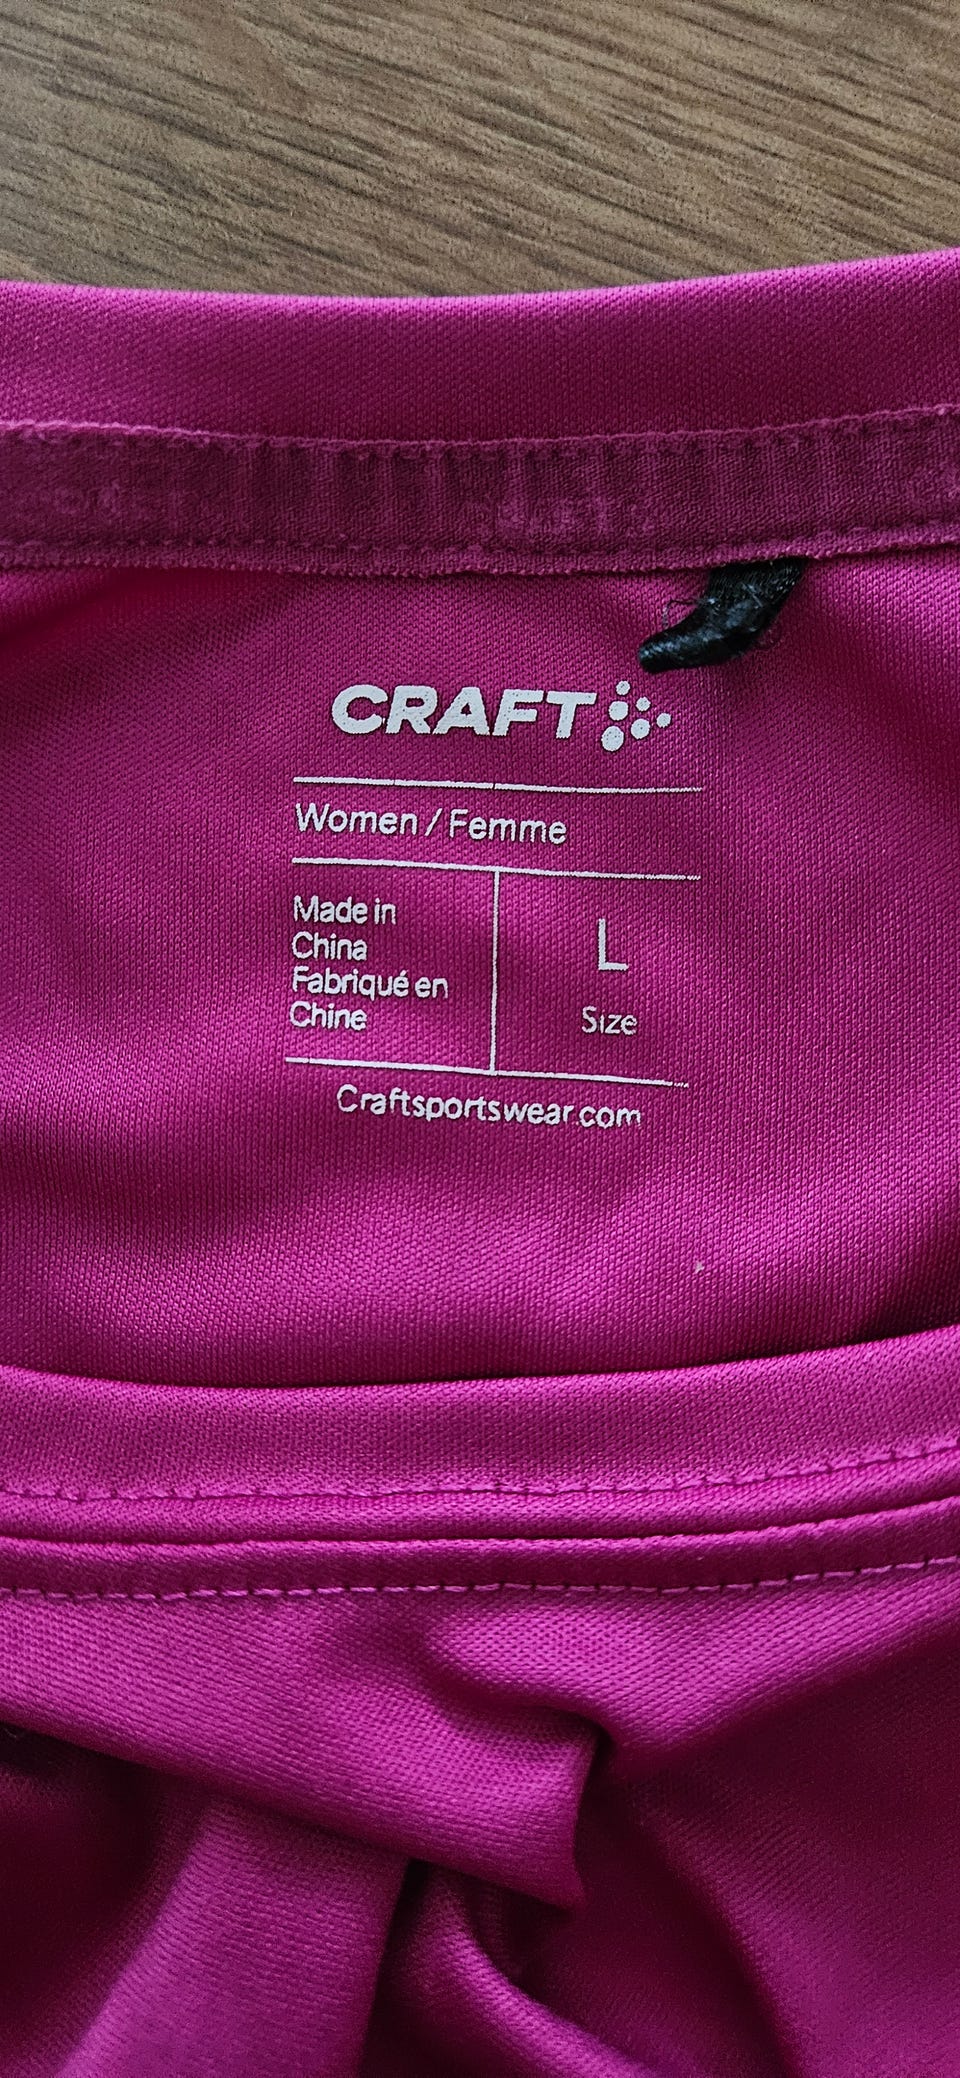 CRAFT
Women / Femme
Made in
China
Fabriqué en
Chine
L
Size
Craftsportswear.com